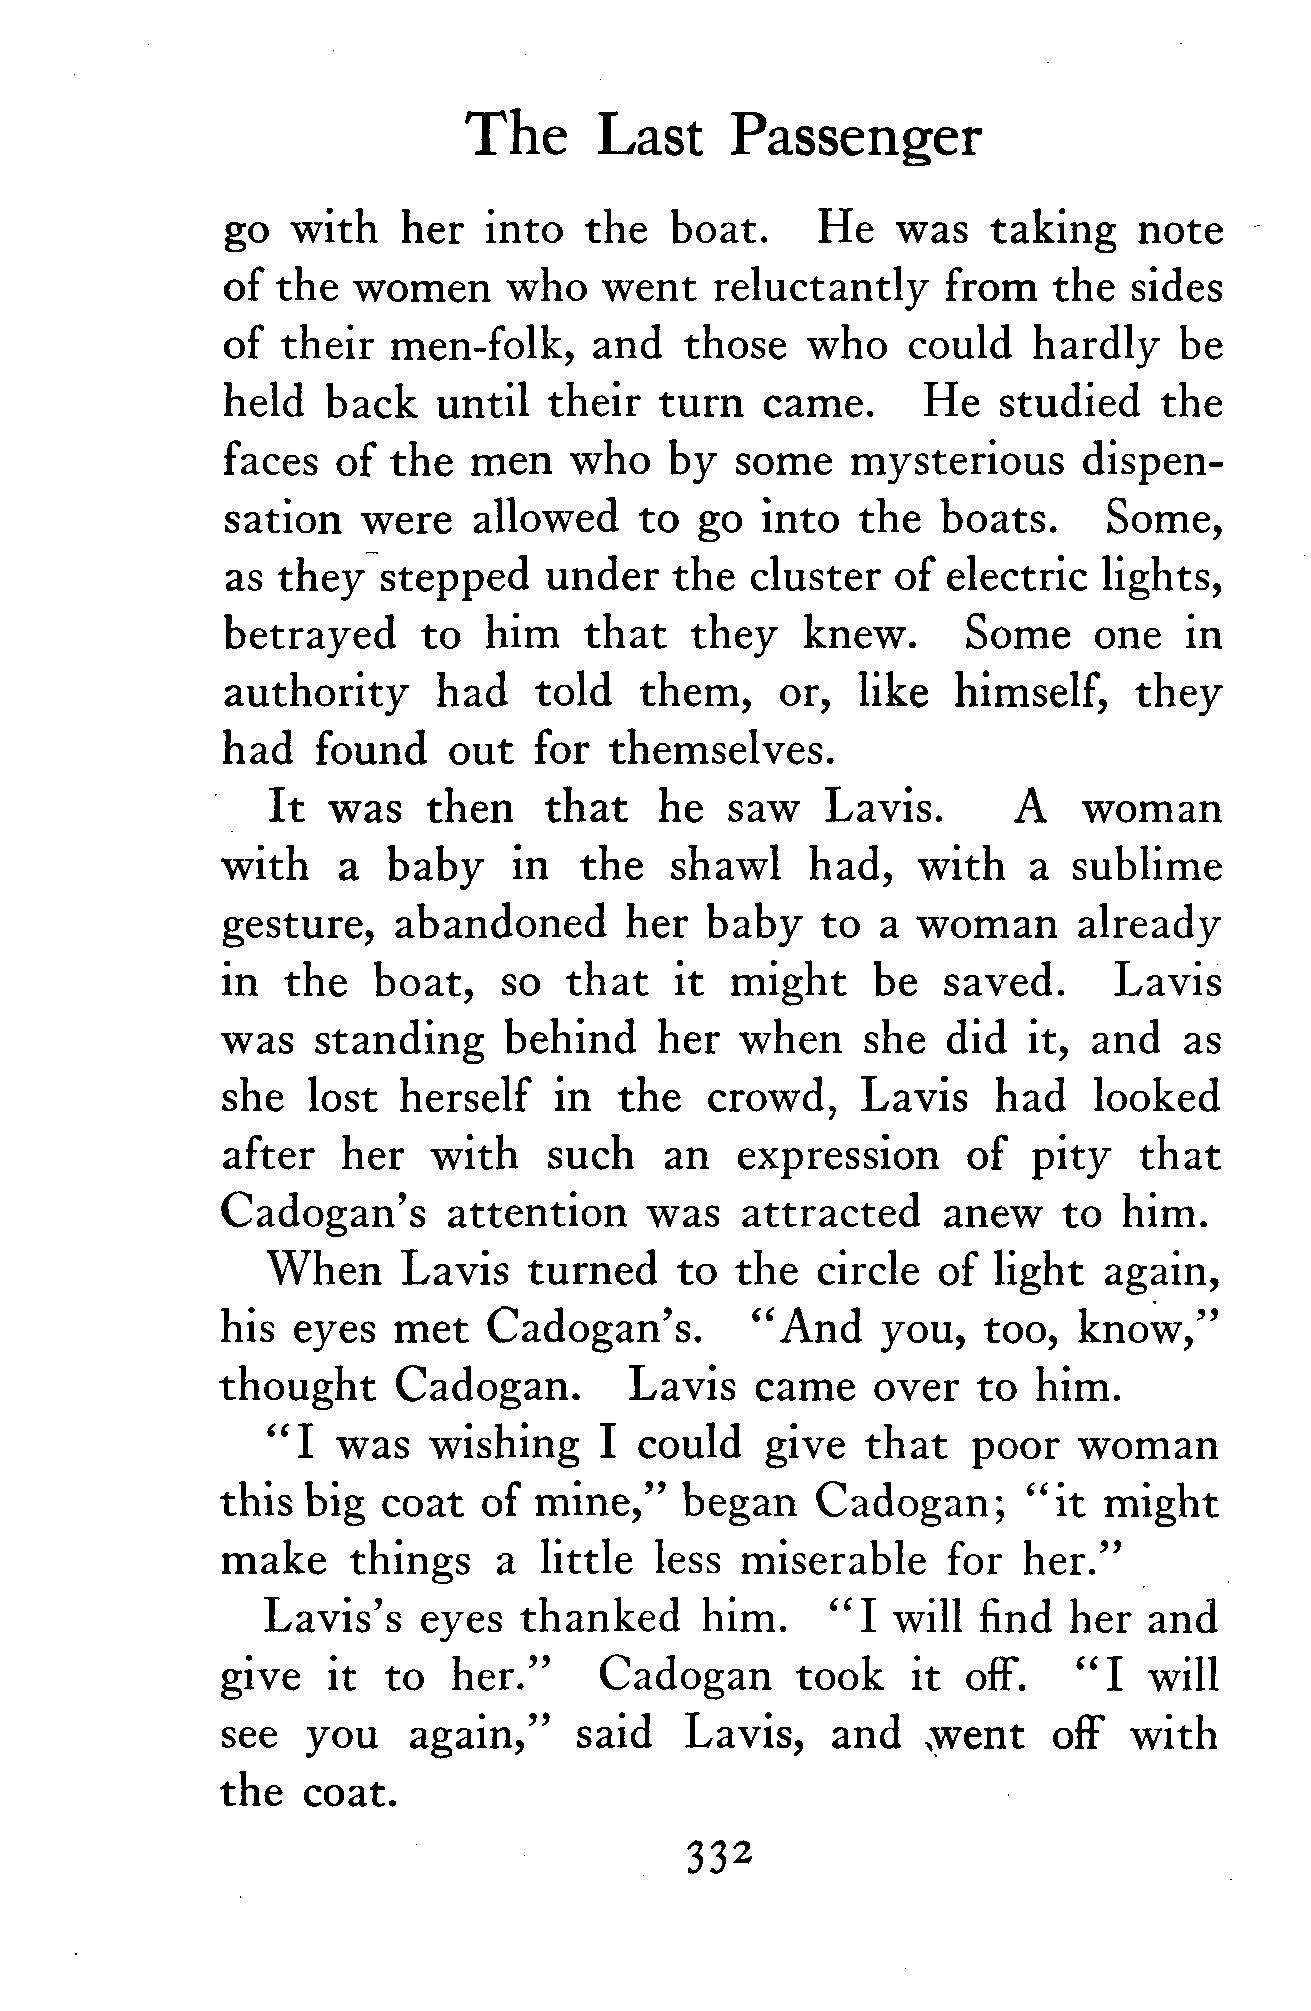 The Last Passenger
go with her into the boat. He was taking note
of the women who went reluctantly from the sides
of their men-folk, and those who could hardly be
held back until their turn came. He studied the
faces of the men who by some mysterious dispen-
sation were allowed to go into the boats. Some,
as they stepped under the cluster of electric lights,
betrayed to him that they knew. Some one in
authority had told them, or, like himself, they
had found out for themselves.
It was then that he saw Lavis. A woman
with a baby in the shawl had, with a sublime
gesture, abandoned her baby to a woman already
in the boat, so that it might be saved. Lavis
was standing behind her when she did it, and as
she lost herself in the crowd, Lavis had looked
after her with such an expression of pity that
Cadogan's attention was attracted anew to him.
When Lavis turned to the circle of light again,
his eyes met Cadogan's. "And you, too, know,"
thought Cadogan. Lavis came over to him.
"I was wishing I could give that poor woman
this big coat of mine," began Cadogan; "it might
make things a little less miserable for her."
Lavis's eyes thanked him. "I will find her and
give it to her." Cadogan took it off. "I will
see you again," said Lavis, and went off with
the coat.
332